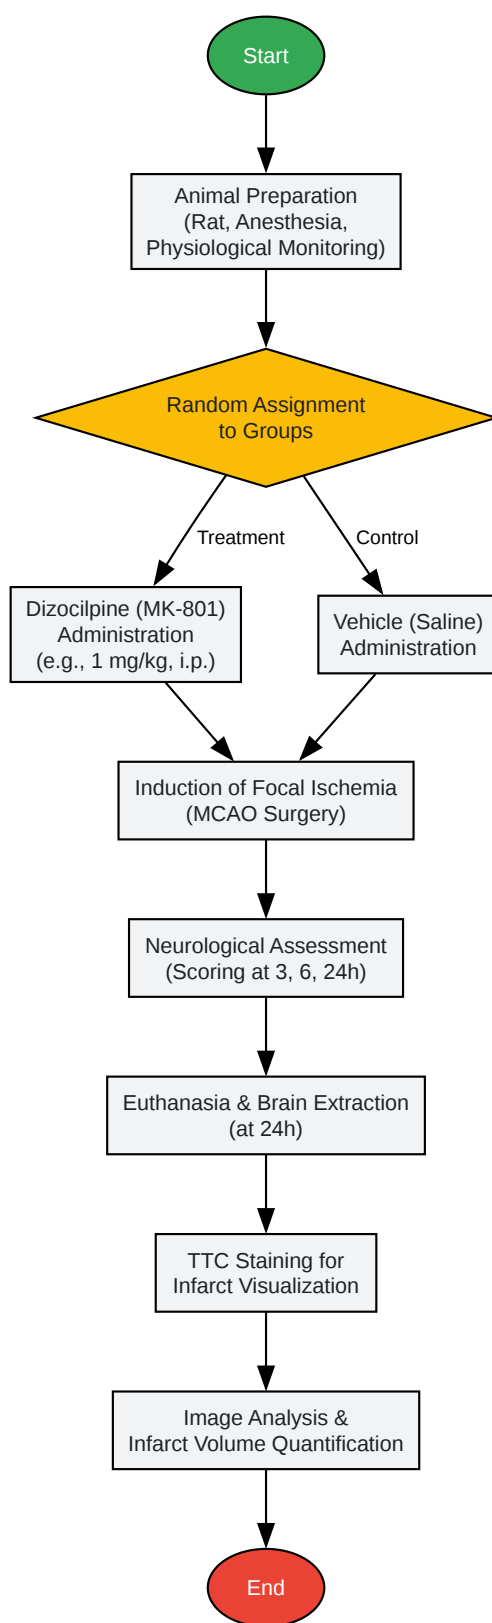 Start
Animal Preparation
(Rat, Anesthesia,
Physiological Monitoring)
Random Assignment
to Groups
Treatment
Control
Dizocilpine (MK-801)
Administration
(e.g., 1 mg/kg, i.p.)
Vehicle (Saline)
Administration
Induction of Focal Ischemia
(MCAO Surgery)
Neurological Assessment
(Scoring at 3, 6, 24h)
Euthanasia & Brain Extraction
(at 24h)
TTC Staining for
Infarct Visualization
Image Analysis &
Infarct Volume Quantification
End